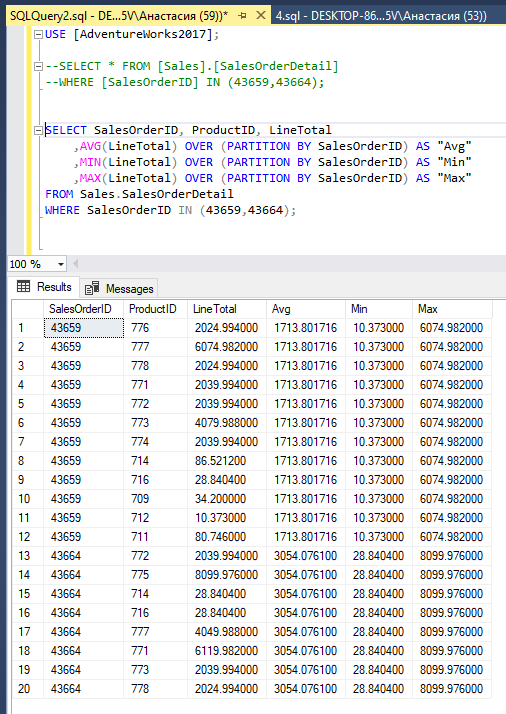 SQLQuery2.sql - DE...5V\Анастасия (59))* 4.sql - DESKTOP-86...5V\Анастасия (53))
USE [AdventureWorks2017];
--SELECT * FROM [Sales].[SalesOrderDetail]
--WHERE [SalesOrderID] IN (43659,43664);
SELECT SalesOrderID, ProductID, LineTotal
,AVG(LineTotal) OVER (PARTITION BY SalesOrderID) AS "Avg"
,MIN(LineTotal) OVER (PARTITION BY SalesOrderID) AS "Min"
,MAX(LineTotal) OVER (PARTITION BY SalesOrderID) AS "Max"
FROM Sales.SalesOrderDetail
WHERE SalesOrderID IN (43659,43664);
100 %
Results Messages
SalesOrderID ProductID LineTotal Avg Min Max
1 43659 776 2024.994000 1713.801716 10.373000 6074.982000
2 43659 777 6074.982000 1713.801716 10.373000 6074.982000
3 43659 778 2024.994000 1713.801716 10.373000 6074.982000
4 43659 771 2039.994000 1713.801716 10.373000 6074.982000
5 43659 772 2039.994000 1713.801716 10.373000 6074.982000
6 43659 773 4079.988000 1713.801716 10.373000 6074.982000
7 43659 774 2039.994000 1713.801716 10.373000 6074.982000
8 43659 714 86.521200 1713.801716 10.373000 6074.982000
9 43659 716 28.840400 1713.801716 10.373000 6074.982000
10 43659 709 34.200000 1713.801716 10.373000 6074.982000
11 43659 712 10.373000 1713.801716 10.373000 6074.982000
12 43659 711 80.746000 1713.801716 10.373000 6074.982000
13 43664 772 2039.994000 3054.076100 28.840400 8099.976000
14 43664 775 8099.976000 3054.076100 28.840400 8099.976000
15 43664 714 28.840400 3054.076100 28.840400 8099.976000
16 43664 716 28.840400 3054.076100 28.840400 8099.976000
17 43664 777 4049.988000 3054.076100 28.840400 8099.976000
18 43664 771 6119.982000 3054.076100 28.840400 8099.976000
19 43664 773 2039.994000 3054.076100 28.840400 8099.976000
20 43664 778 2024.994000 3054.076100 28.840400 8099.976000